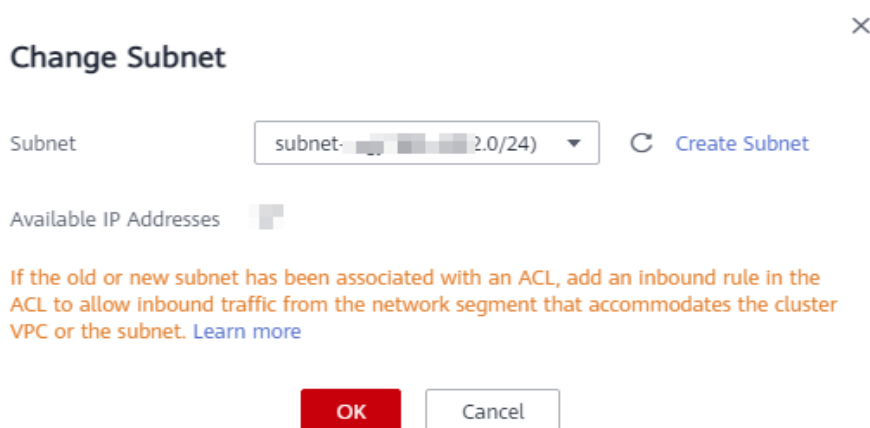 Change Subnet
Subnet subnet- 2.0/24) Create Subnet
Available IP Addresses
If the old or new subnet has been associated with an ACL, add an inbound rule in the
ACL to allow inbound traffic from the network segment that accommodates the cluster
VPC or the subnet. Learn more
OK Cancel